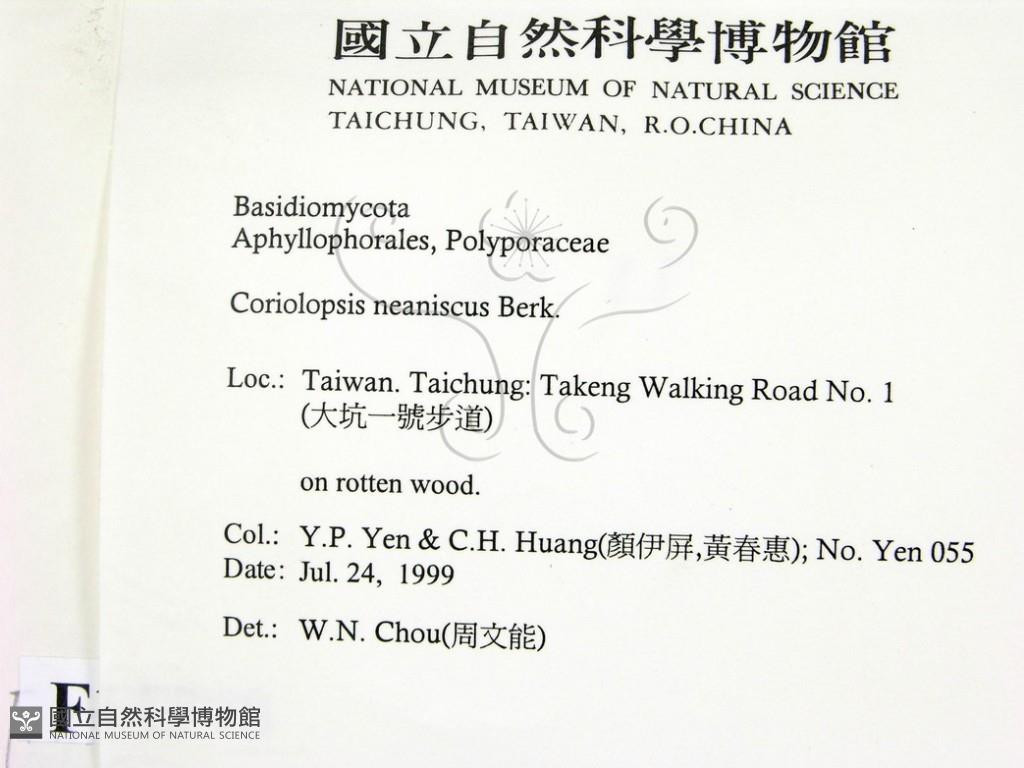 國立自然科學博物館
NATIONAL MUSEUM OF NATURAL SCIENCE
TAICHUNG, TAIWAN, R.O.CHINA
Basidiomycota
Aphyllophorales, Polyporaceae
Coriolopsis neaniscus Berk.
Loc.: Taiwan. Taichung: Takeng Walking Road No. 1
(大坑一號步道)
on rotten wood.
Col.: Y.P. Yen & C.H. Huang(顏伊屏,黃春惠); No. Yen 055
Date: Jul. 24, 1999
Det.: W.N. Chou(周文能)
F
國立自然科學博物館
NATIONAL MUSEUM OF NATURAL SCIENCE